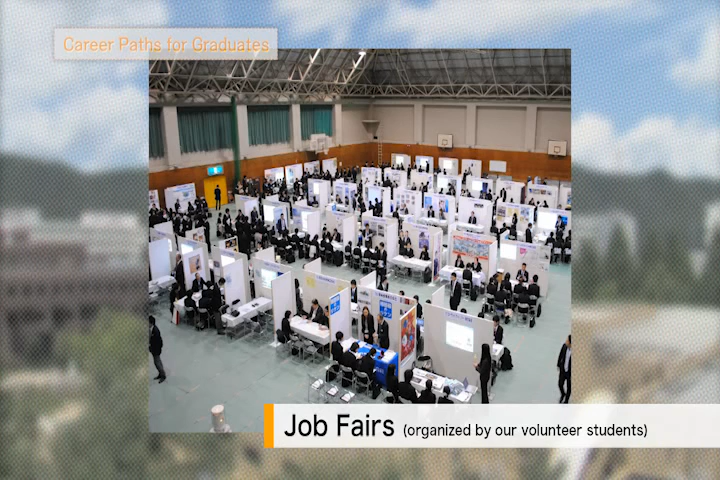 Career Paths for Graduates
Job Fairs (organized by our volunteer students)